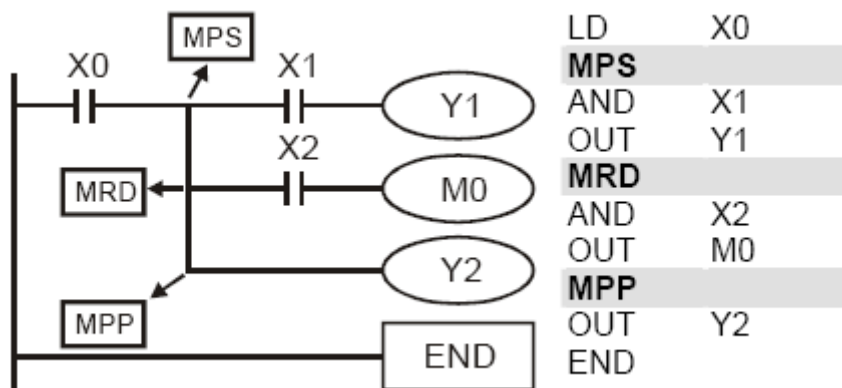 MPS
X0 X1
Y1
X2
MRD
M0
Y2
MPP
END
LD X0
MPS
AND X1
OUT Y1
MRD
AND X2
OUT M0
MPP
OUT Y2
END